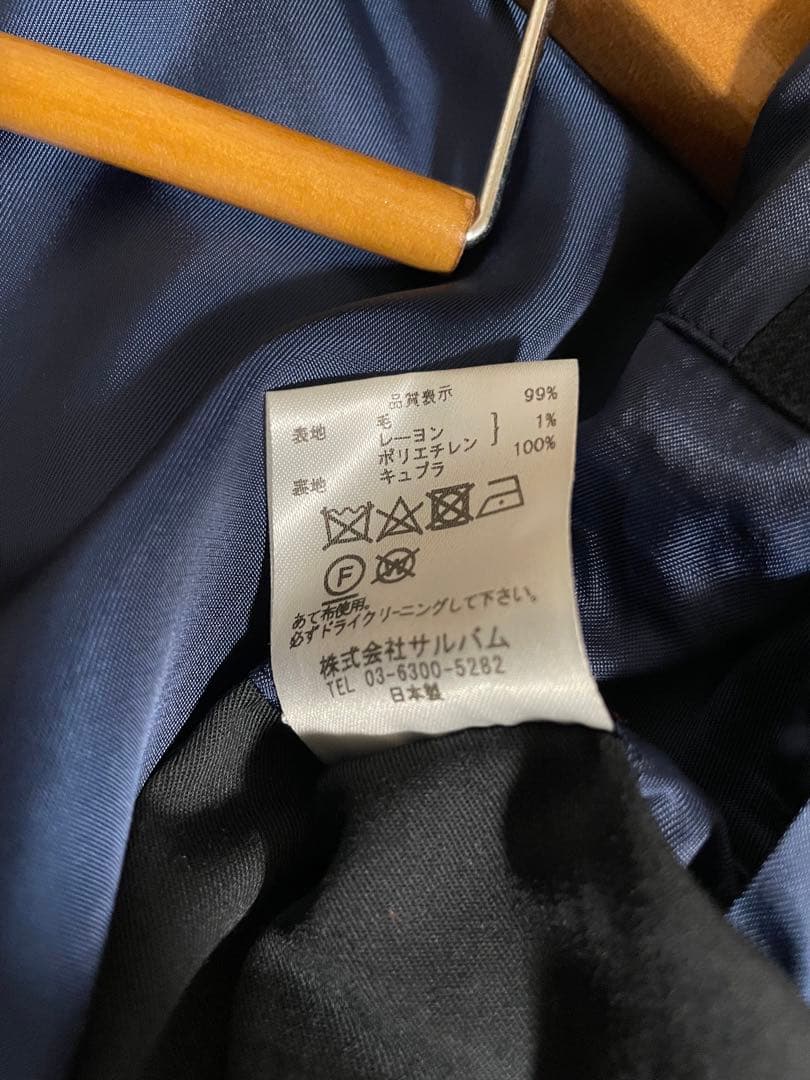 品質表示
表地 毛 99%
レーヨン
ポリエチレン } 1%
裏地 キュプラ 100%
F W
あて布使用。
必ずドライクリーニングして下さい。
株式会社サルバム
TEL 03-6300-5282
日本製